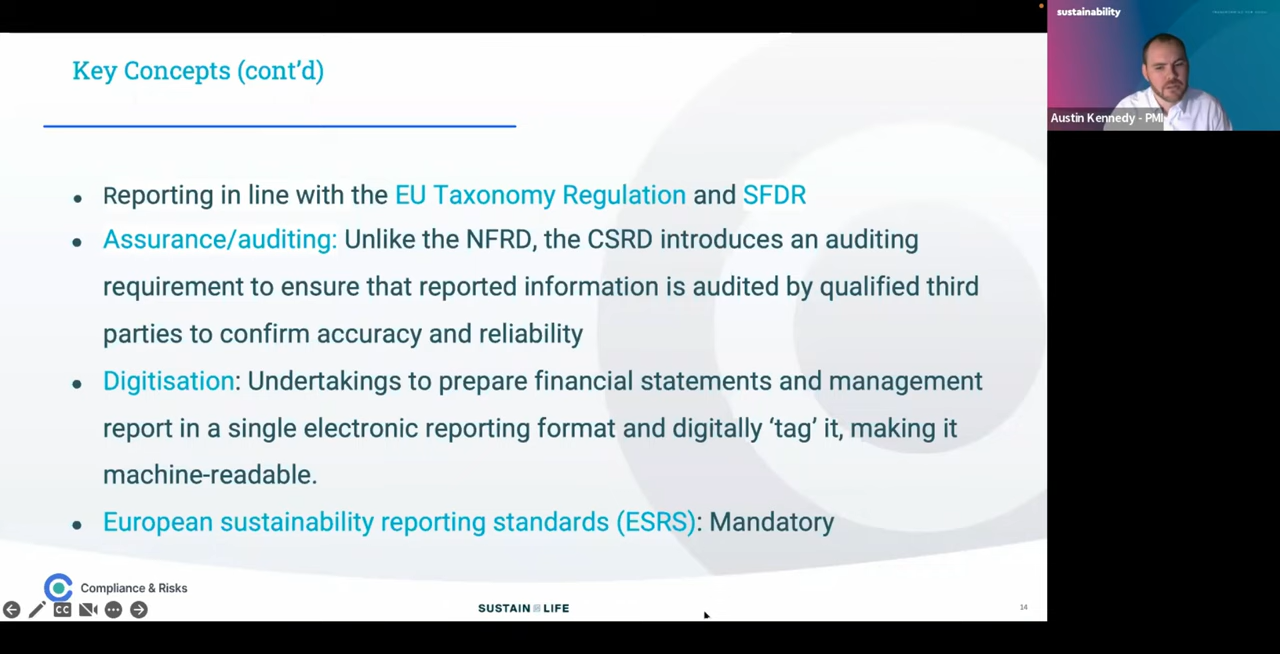 Key Concepts (cont'd)
• Reporting in line with the EU Taxonomy Regulation and SFDR
• Assurance/auditing: Unlike the NFRD, the CSRD introduces an auditing
requirement to ensure that reported information is audited by qualified third
parties to confirm accuracy and reliability
• Digitisation: Undertakings to prepare financial statements and management
report in a single electronic reporting format and digitally ‘tag’ it, making it
machine-readable.
• European sustainability reporting standards (ESRS): Mandatory
Compliance & Risks
CC
SUSTAIN LIFE
14
sustainability
Austin Kennedy - PMI